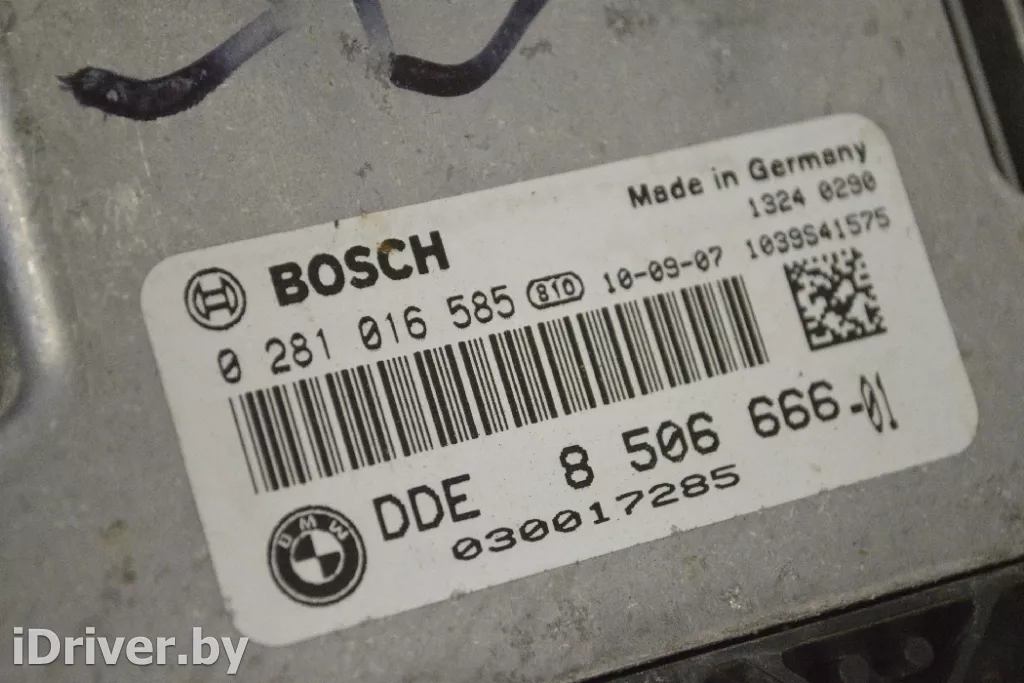 Made in Germany
1324 0290
BOSCH
0 281 016 585 810 10-09-07 1039S41575
DDE 8 506 666-01
030017285
BMW
iDriver.by